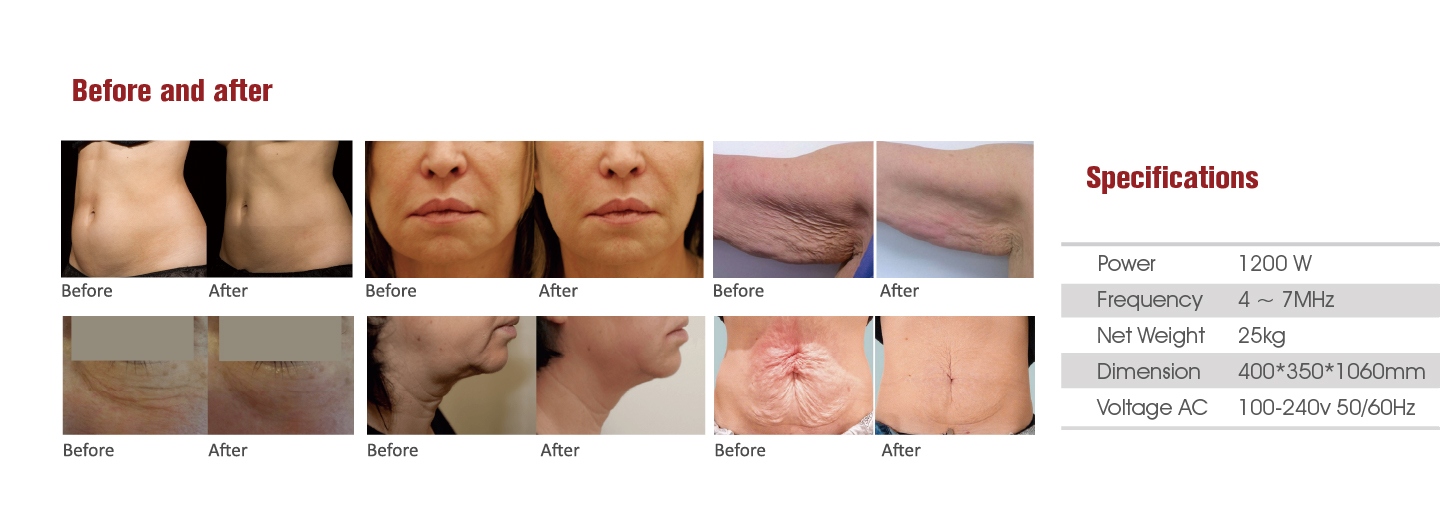 Before and after
Before After Before After Before After
Before After Before After Before After
Specifications
Power 1200 W
Frequency 4 ~ 7MHz
Net Weight 25kg
Dimension 400*350*1060mm
Voltage AC 100-240v 50/60Hz